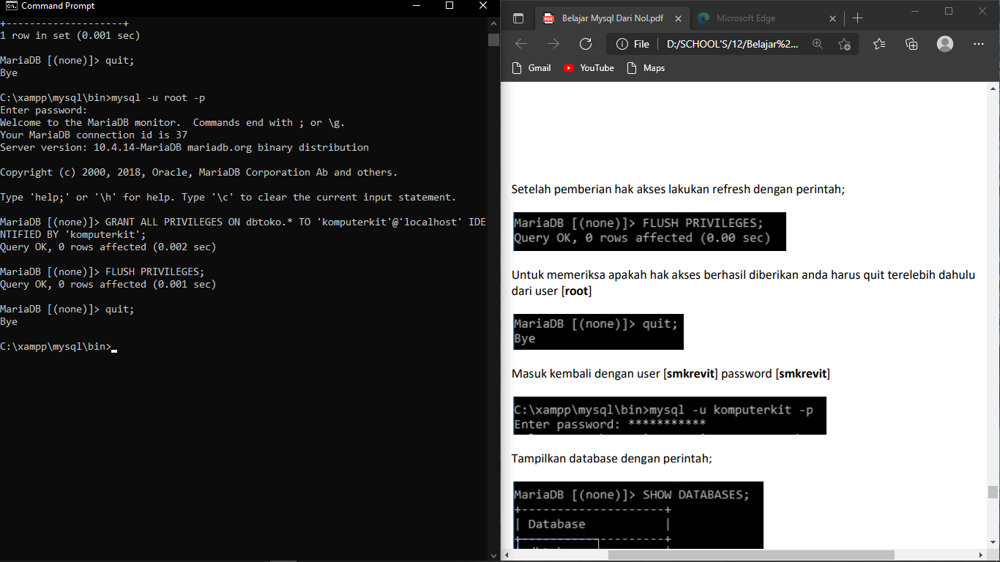 Command Prompt
+--------------------+
1 row in set (0.001 sec)
MariaDB [(none)]> quit;
Bye
C:\xampp\mysql\bin>mysql -u root -p
Enter password:
Welcome to the MariaDB monitor.  Commands end with ; or \g.
Your MariaDB connection id is 37
Server version: 10.4.14-MariaDB mariadb.org binary distribution
Copyright (c) 2000, 2018, Oracle, MariaDB Corporation Ab and others.
Type 'help;' or '\h' for help. Type '\c' to clear the current input statement.
MariaDB [(none)]> GRANT ALL PRIVILEGES ON dbtoko.* TO 'komputerkit'@'localhost' IDE
NTIFIED BY 'komputerkit';
Query OK, 0 rows affected (0.002 sec)
MariaDB [(none)]> FLUSH PRIVILEGES;
Query OK, 0 rows affected (0.001 sec)
MariaDB [(none)]> quit;
Bye
C:\xampp\mysql\bin>
Belajar Mysql Dari Nol.pdf
Microsoft Edge
File
D:/SCHOOL'S/12/Belajar%2...
Gmail
YouTube
Maps
Setelah pemberian hak akses lakukan refresh dengan perintah;
MariaDB [(none)]> FLUSH PRIVILEGES;
Query OK, 0 rows affected (0.00 sec)
Untuk memeriksa apakah hak akses berhasil diberikan anda harus quit terelebih dahulu
dari user [root]
MariaDB [(none)]> quit;
Bye
Masuk kembali dengan user [smkrevit] password [smkrevit]
C:\xampp\mysql\bin>mysql -u komputerkit -p
Enter password: ***********
Tampilkan database dengan perintah;
MariaDB [(none)]> SHOW DATABASES;
+--------------------+
| Database           |
+--------------------+